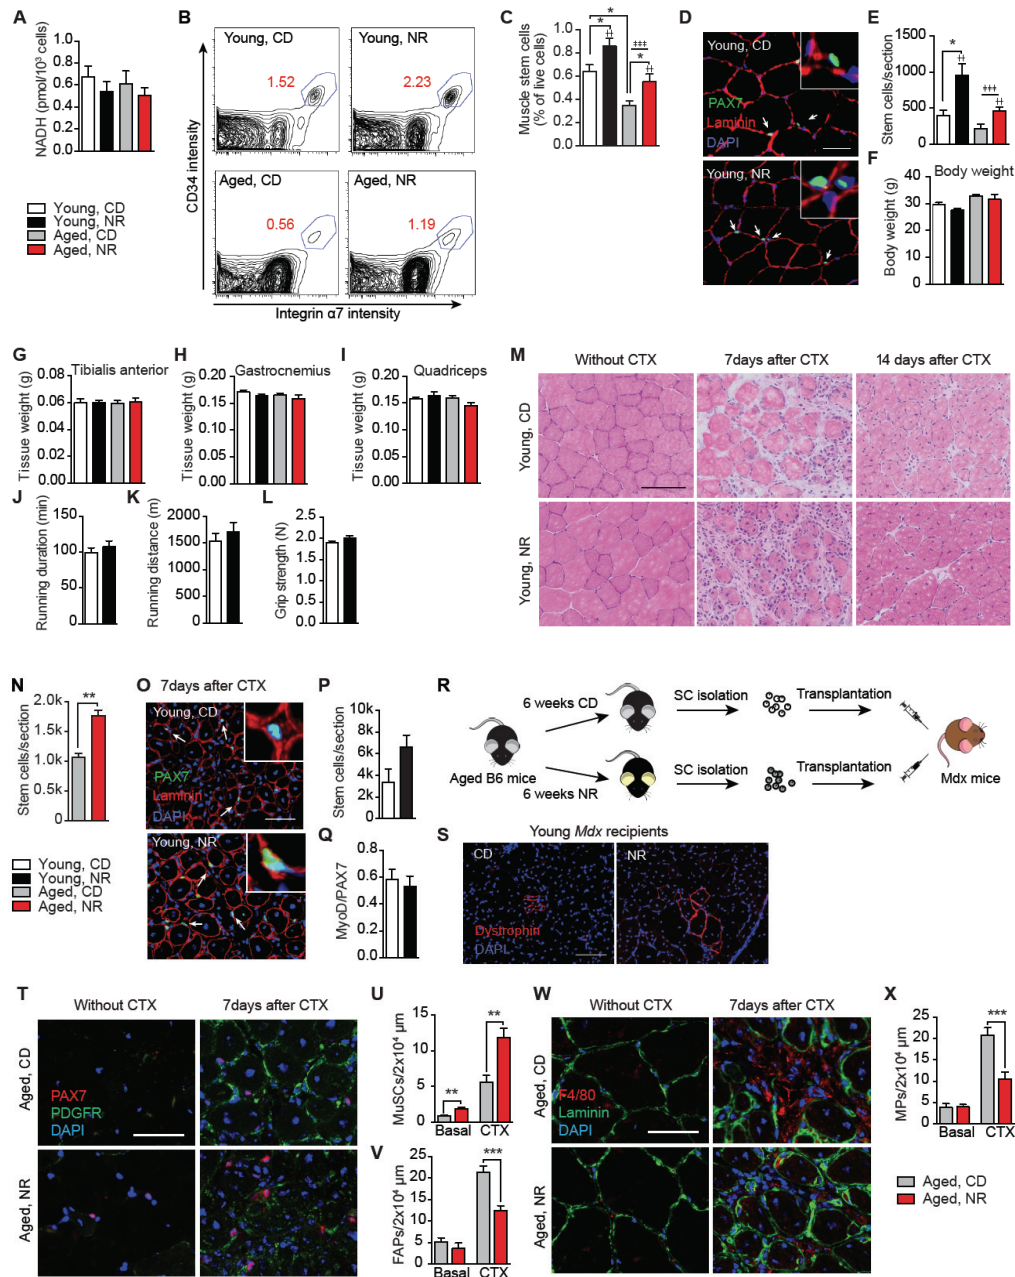 A
NADH (pmol/10³ cells)
1.0
0.8
0.6
0.4
0.2
0.0
Young, CD
Young, NR
Aged, CD
Aged, NR
B
CD34 intensity
Young, CD
1.52
Young, NR
2.23
Aged, CD
0.56
Aged, NR
1.19
Integrin α7 intensity
C
Muscle stem cells
(% of live cells)
1.0
0.8
0.6
0.4
0.2
0.0
*
*
‡‡
‡‡‡
*
‡‡
D
Young, CD
PAX7
Laminin
DAPI
Young, NR
E
Stem cells/section
1500
1000
500
0
*
‡‡
‡‡‡
‡‡
F
Body weight
Body weight (g)
40
30
20
10
0
G
Tibialis anterior
Tissue weight (g)
0.08
0.06
0.04
0.02
0.00
H
Gastrocnemius
Tissue weight (g)
0.20
0.15
0.10
0.05
0.00
I
Quadriceps
Tissue weight (g)
0.20
0.15
0.10
0.05
0.00
J
Running duration (min)
150
100
50
0
K
Running distance (m)
2000
1500
1000
500
0
L
Grip strength (N)
2.5
2.0
1.5
1.0
0.5
0.0
M
Without CTX
7days after CTX
14 days after CTX
Young, CD
Young, NR
N
Stem cells/section
2.0k
1.5k
1.0k
0.5k
0
**
Young, CD
Young, NR
Aged, CD
Aged, NR
O
7days after CTX
Young, CD
PAX7
Laminin
DAPI
Young, NR
P
Stem cells/section
10k
8k
6k
4k
2k
0
Q
MyoD/PAX7
0.8
0.6
0.4
0.2
0.0
R
Aged B6 mice
6 weeks CD
SC isolation
Transplantation
6 weeks NR
SC isolation
Transplantation
Mdx mice
S
Young Mdx recipients
CD
Dystrophin
DAPI
NR
T
Without CTX
7days after CTX
Aged, CD
PAX7
PDGFR
DAPI
Aged, NR
U
MuSCs/2x10⁴ µm
15
10
5
0
**
**
Basal
CTX
V
FAPs/2x10⁴ µm
25
20
15
10
5
0
***
Basal
CTX
W
Without CTX
7days after CTX
Aged, CD
F4/80
Laminin
DAPI
Aged, NR
X
MPs/2x10⁴ µm
25
20
15
10
5
0
***
Basal
CTX
Aged, CD
Aged, NR